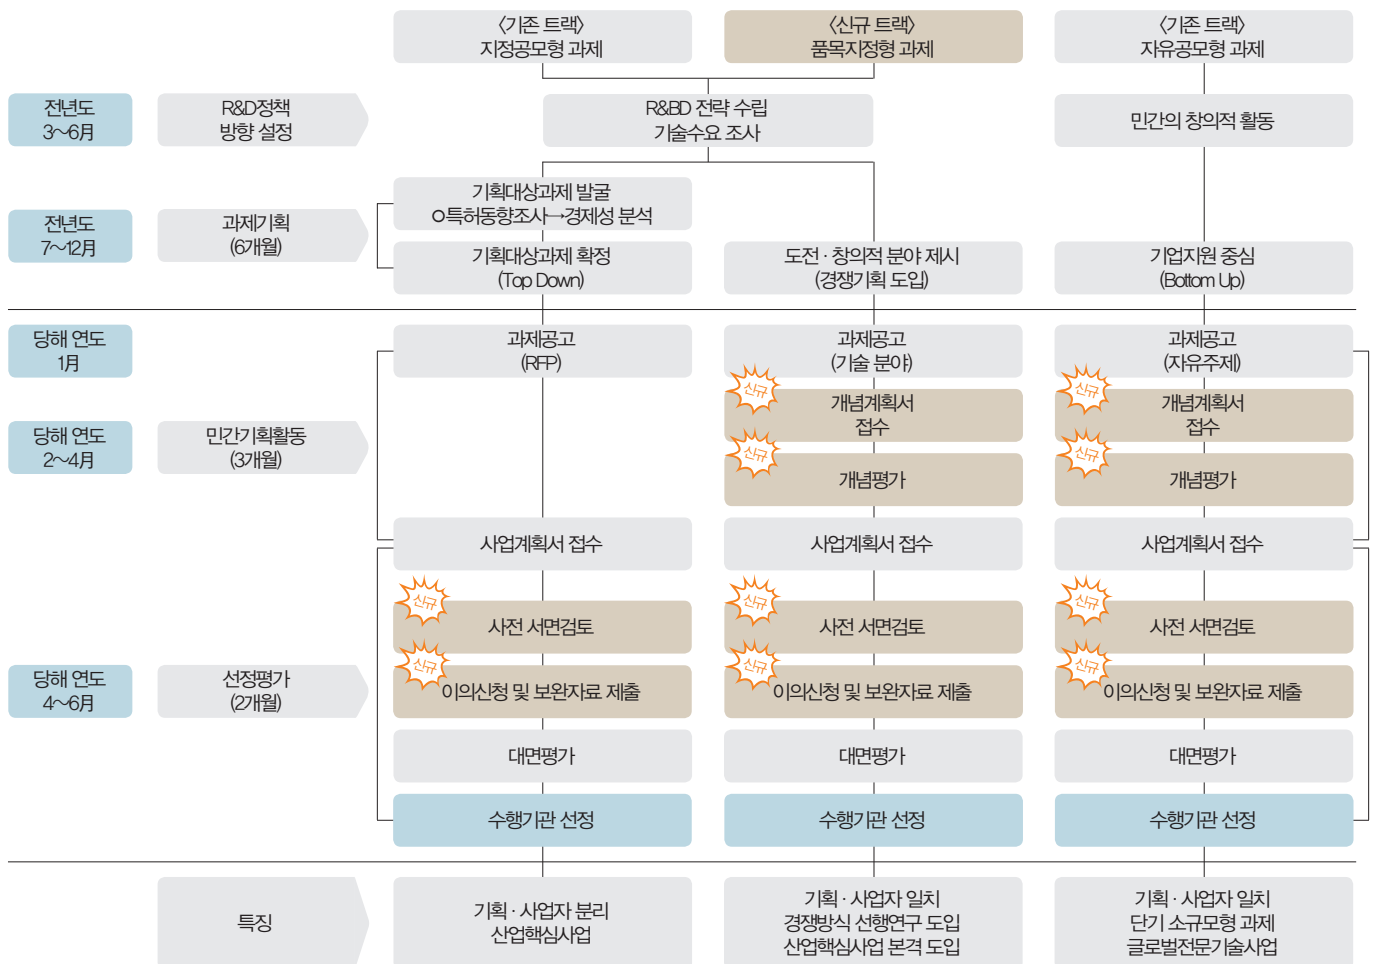 〈기존 트랙〉
지정공모형 과제
〈신규 트랙〉
품목지정형 과제
〈기존 트랙〉
자유공모형 과제
전년도
3~6月
R&D정책
방향 설정
R&BD 전략 수립
기술수요 조사
민간의 창의적 활동
전년도
7~12月
과제기획
(6개월)
기획대상과제 발굴
ㅇ특허동향조사→경제성 분석
기획대상과제 확정
(Top Down)
도전·창의적 분야 제시
(경쟁기획 도입)
기업지원 중심
(Bottom Up)
당해 연도
1月
과제공고
(RFP)
과제공고
(기술 분야)
과제공고
(자유주제)
당해 연도
2~4月
민간기획활동
(3개월)
신규
개념계획서
접수
신규
개념계획서
접수
신규
개념평가
신규
개념평가
사업계획서 접수
사업계획서 접수
사업계획서 접수
당해 연도
4~6月
선정평가
(2개월)
신규
사전 서면검토
신규
사전 서면검토
신규
사전 서면검토
신규
이의신청 및 보완자료 제출
신규
이의신청 및 보완자료 제출
신규
이의신청 및 보완자료 제출
대면평가
대면평가
대면평가
수행기관 선정
수행기관 선정
수행기관 선정
특징
기획·사업자 분리
산업핵심사업
기획·사업자 일치
경쟁방식 선행연구 도입
산업핵심사업 본격 도입
기획·사업자 일치
단기 소규모형 과제
글로벌전문기술사업